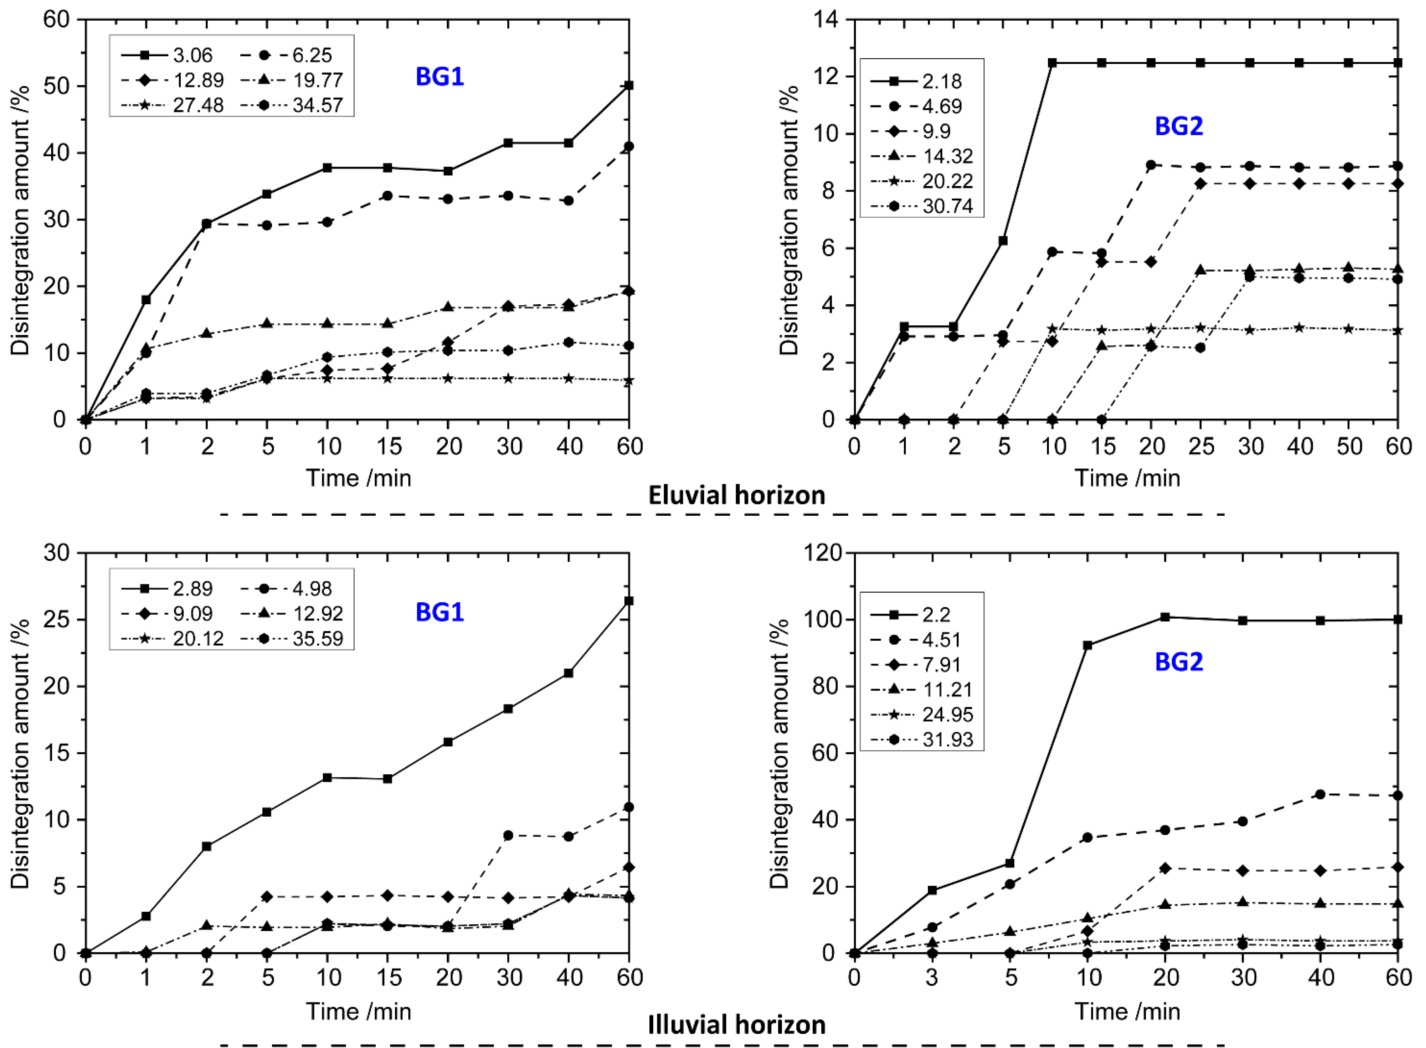 60
50
40
30
20
10
0
Disintegration amount /%
3.06 6.25
12.89 19.77
27.48 34.57
BG1
0 1 2 5 10 15 20 30 40 60
Time /min
14
12
10
8
6
4
2
0
Disintegration amount /%
2.18
4.69
9.9
14.32
20.22
30.74
BG2
0 1 2 5 10 15 20 25 30 40 50 60
Time /min
Eluvial horizon
30
25
20
15
10
5
0
Disintegration amount /%
2.89 4.98
9.09 12.92
20.12 35.59
BG1
0 1 2 5 10 15 20 30 40 60
Time /min
120
100
80
60
40
20
0
Disintegration amount /%
2.2
4.51
7.91
11.21
24.95
31.93
BG2
0 3 5 10 20 30 40 60
Time /min
Illuvial horizon